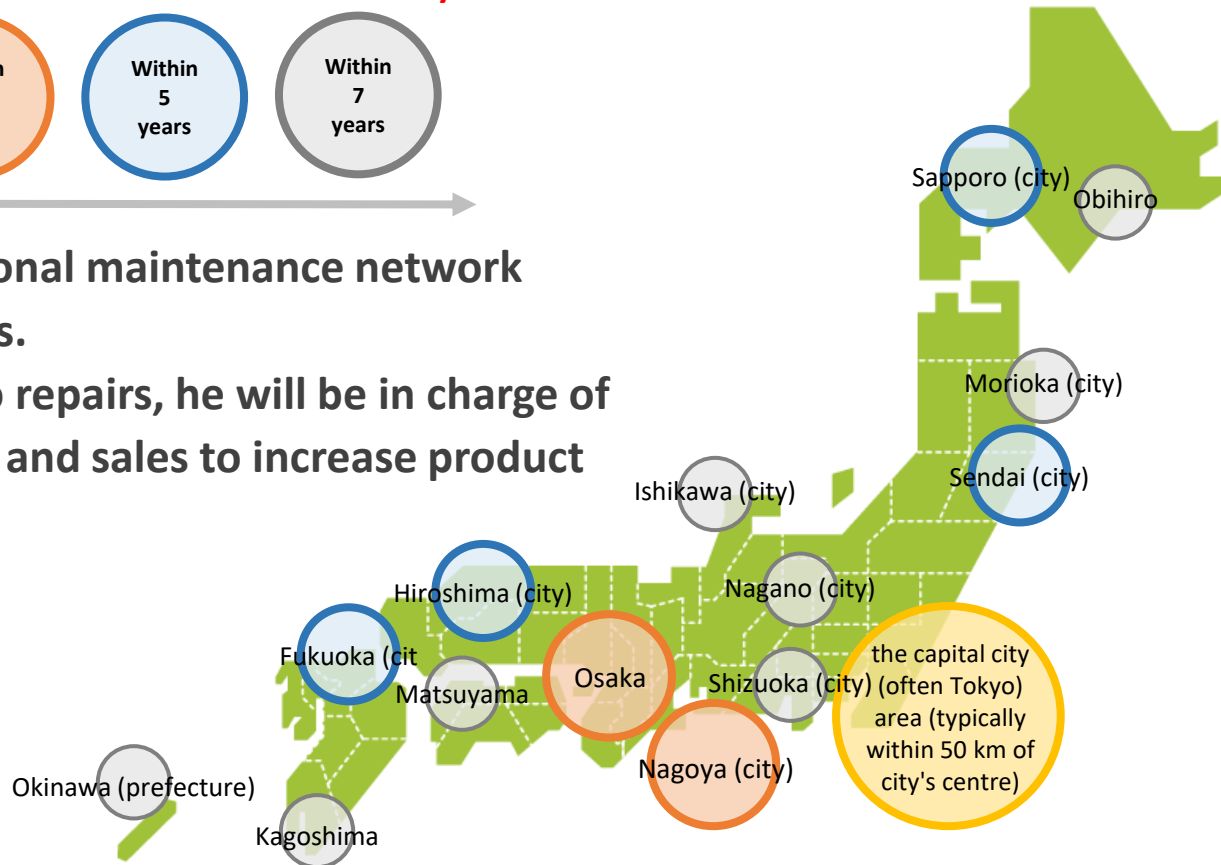 Within
5
years
Within
7
years
onal maintenance network
s.
repairs, he will be in charge of
and sales to increase product
Sapporo (city)
Obihiro
Morioka (city)
Sendai (city)
Ishikawa (city)
Nagano (city)
Hiroshima (city)
Fukuoka (cit
Matsuyama
Osaka
Shizuoka (city)
Nagoya (city)
the capital city
(often Tokyo)
area (typically
within 50 km of
city's centre)
Okinawa (prefecture)
Kagoshima